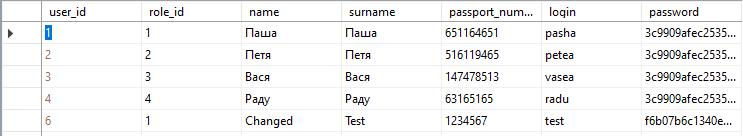 user_id role_id name surname passport_num... login password
1 1 Паша Паша 651164651 pasha 3c9909afec2535...
2 2 Петя Петя 516119465 petea 3c9909afec2535...
3 3 Вася Вася 147478513 vasea 3c9909afec2535...
4 4 Раду Раду 63165165 radu 3c9909afec2535...
6 1 Changed Test 1234567 test f6b07b6c1340e...